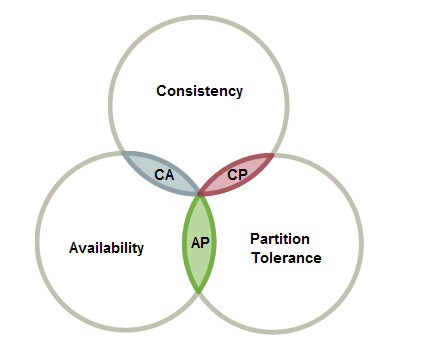 Consistency
CA
CP
Availability
AP
Partition
Tolerance